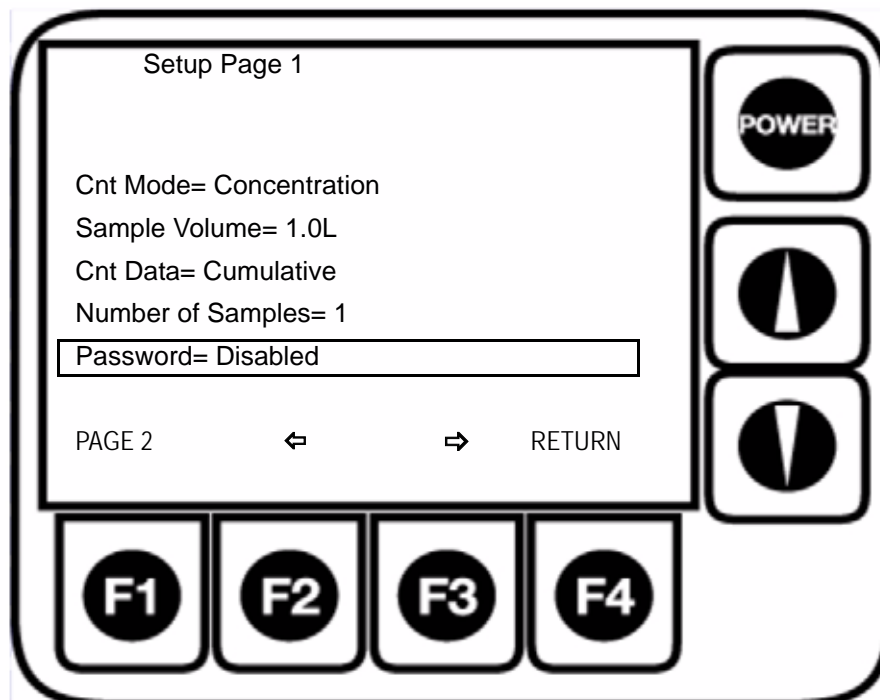 Setup Page 1
POWER
Cnt Mode= Concentration
Sample Volume= 1.0L
Cnt Data= Cumulative
Number of Samples= 1
Password= Disabled
PAGE 2 ⇦ ⇨ RETURN
F1 F2 F3 F4